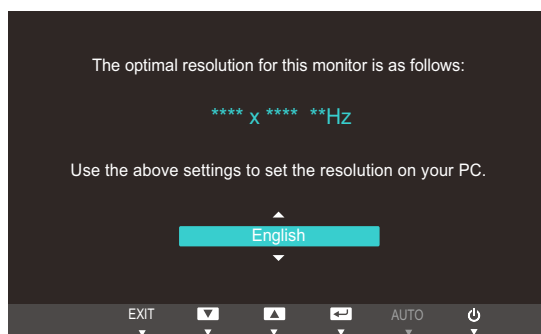 The optimal resolution for this monitor is as follows:
**** x **** **Hz
Use the above settings to set the resolution on your PC.
English
EXIT AUTO